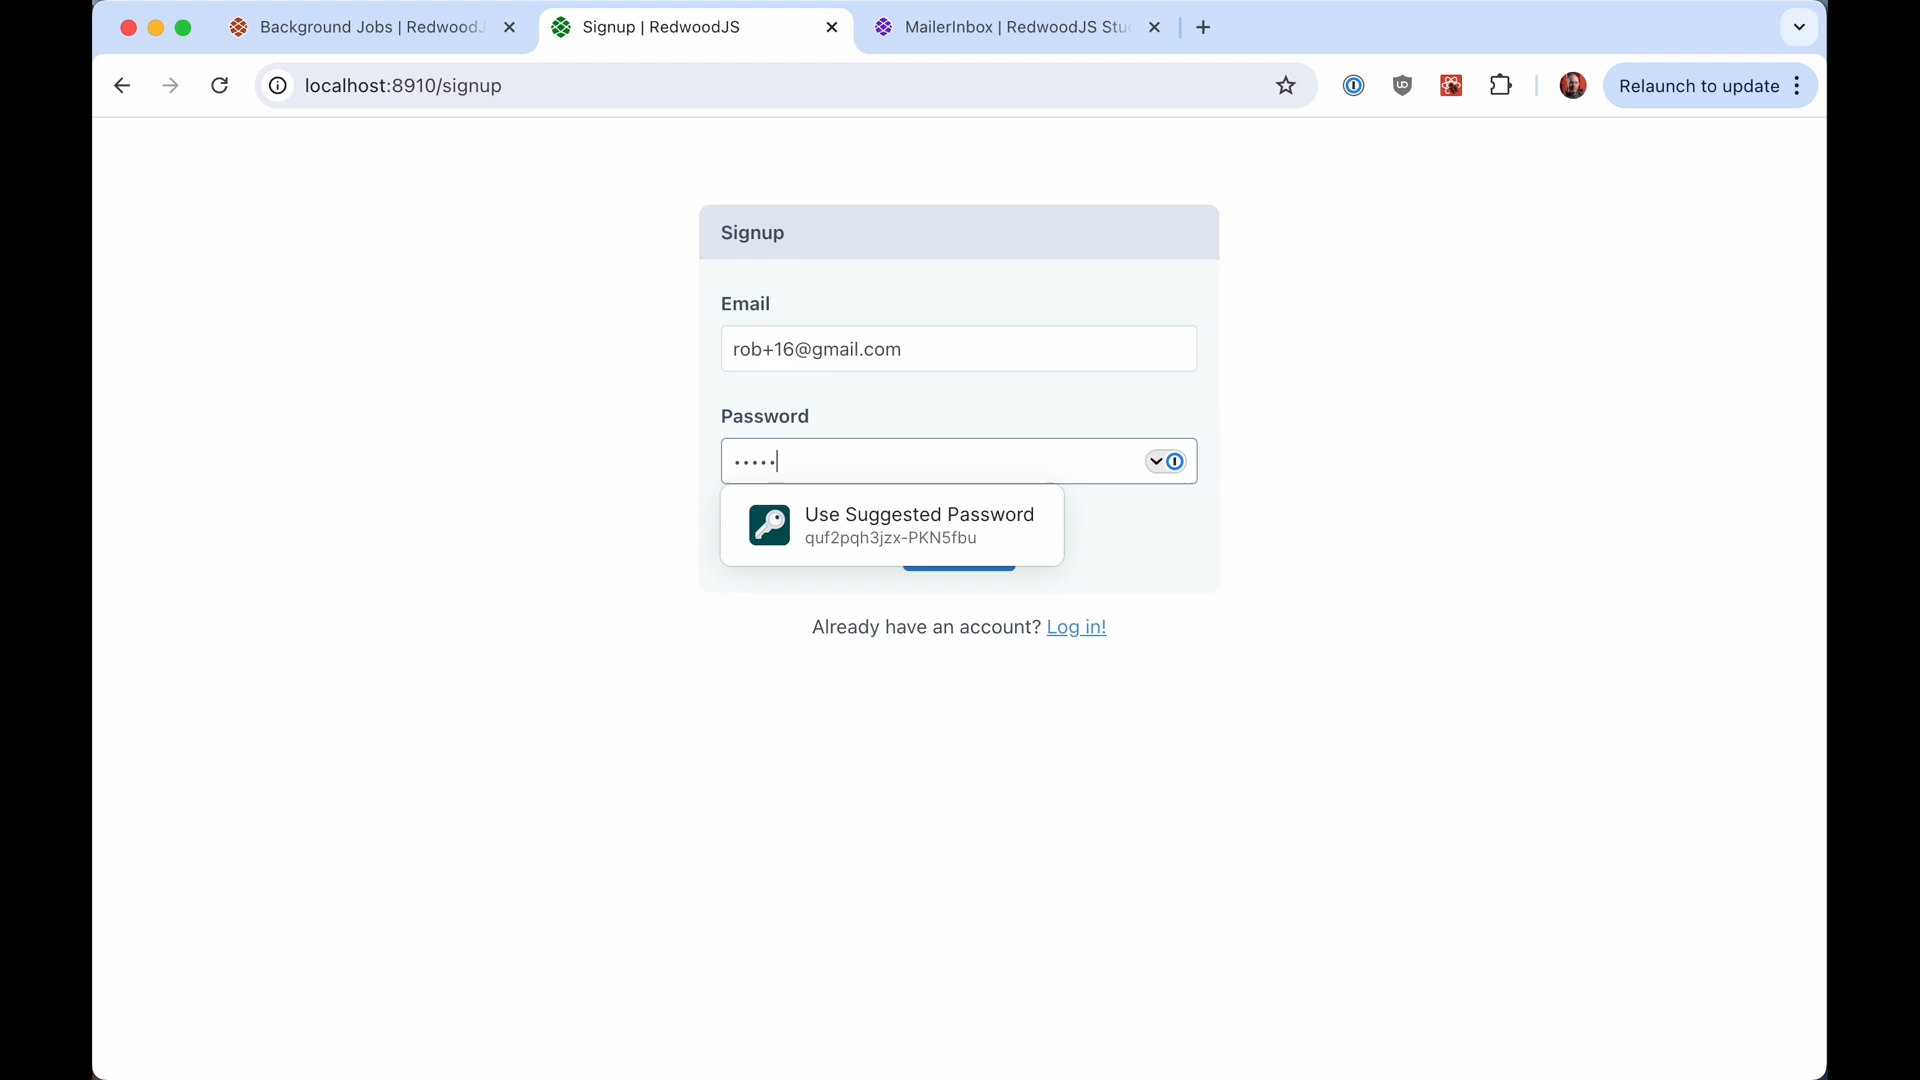 Background Jobs | RedwoodJ
Signup | RedwoodJS
MailerInbox | RedwoodJS Stu
localhost:8910/signup
Relaunch to update
Signup
Email
rob+16@gmail.com
Password
•••••
Use Suggested Password
quf2pqh3jzx-PKN5fbu
Already have an account? Log in!